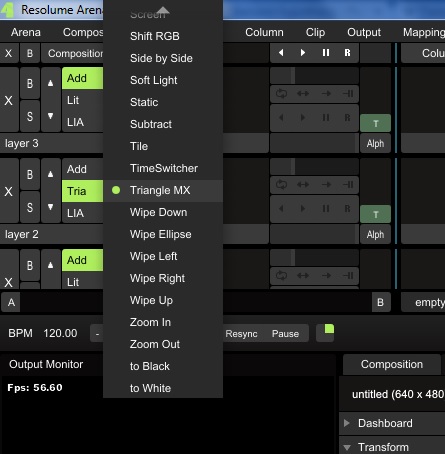 Resolume Arena
Arena
Compos
Column
Clip
Output
Mapping
X
B
Composition
R
Colu
Screen
Shift RGB
Side by Side
Soft Light
Static
Subtract
Tile
TimeSwitcher
Triangle MX
Wipe Down
Wipe Ellipse
Wipe Left
Wipe Right
Wipe Up
Zoom In
Zoom Out
to Black
to White
X
B
S
Add
Lit
LIA
R
T
layer 3
Alph
X
B
S
Add
Tria
LIA
R
T
layer 2
Alph
X
B
Add
Lit
A
B
empty
BPM 120.00 -
Resync
Pause
Output Monitor
Composition
Fps: 56.60
untitled (640 x 480
Dashboard
Transform